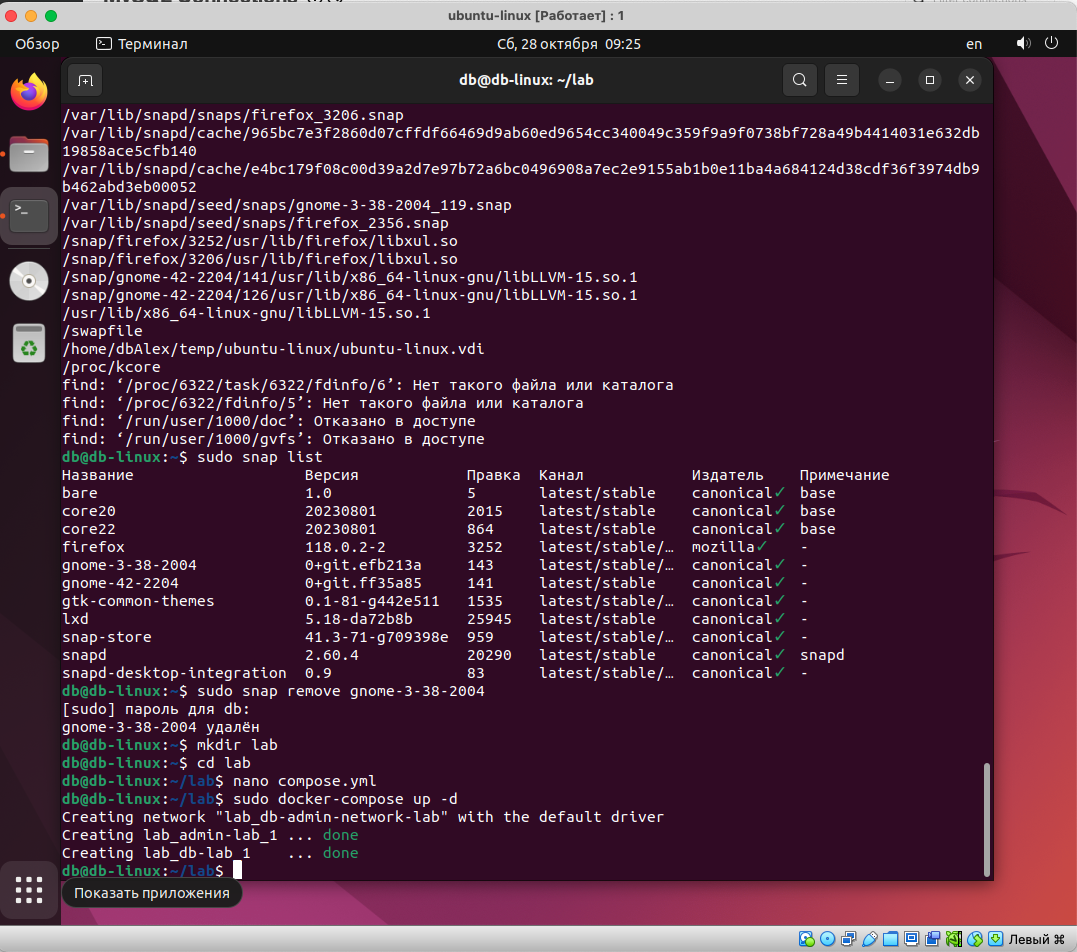 ubuntu-linux [Работает] : 1
Обзор Терминал Сб, 28 октября 09:25 en
db@db-linux: ~/lab
/var/lib/snapd/snaps/firefox_3206.snap
/var/lib/snapd/cache/965bc7e3f2860d07cffdf66469d9ab60ed9654cc340049c359f9a9f0738bf728a49b4414031e632db
19858ace5cfb140
/var/lib/snapd/cache/e4bc179f08c00d39a2d7e97b72a6bc0496908a7ec2e9155ab1b0e11ba4a684124d38cdf36f3974db9
b462abd3eb00052
/var/lib/snapd/seed/snaps/gnome-3-38-2004_119.snap
/var/lib/snapd/seed/snaps/firefox_2356.snap
/snap/firefox/3252/usr/lib/firefox/libxul.so
/snap/firefox/3206/usr/lib/firefox/libxul.so
/snap/gnome-42-2204/141/usr/lib/x86_64-linux-gnu/libLLVM-15.so.1
/snap/gnome-42-2204/126/usr/lib/x86_64-linux-gnu/libLLVM-15.so.1
/usr/lib/x86_64-linux-gnu/libLLVM-15.so.1
/swapfile
/home/dbAlex/temp/ubuntu-linux/ubuntu-linux.vdi
/proc/kcore
find: ‘/proc/6322/task/6322/fdinfo/6’: Нет такого файла или каталога
find: ‘/proc/6322/fdinfo/5’: Нет такого файла или каталога
find: ‘/run/user/1000/doc’: Отказано в доступе
find: ‘/run/user/1000/gvfs’: Отказано в доступе
db@db-linux:~$ sudo snap list
Название Версия Правка Канал Издатель Примечание
bare 1.0 5 latest/stable canonical✓ base
core20 20230801 2015 latest/stable canonical✓ base
core22 20230801 864 latest/stable canonical✓ base
firefox 118.0.2-2 3252 latest/stable/… mozilla✓ -
gnome-3-38-2004 0+git.efb213a 143 latest/stable/… canonical✓ -
gnome-42-2204 0+git.ff35a85 141 latest/stable canonical✓ -
gtk-common-themes 0.1-81-g442e511 1535 latest/stable/… canonical✓ -
lxd 5.18-da72b8b 25945 latest/stable canonical✓ -
snap-store 41.3-71-g709398e 959 latest/stable/… canonical✓ -
snapd 2.60.4 20290 latest/stable canonical✓ snapd
snapd-desktop-integration 0.9 83 latest/stable/… canonical✓ -
db@db-linux:~$ sudo snap remove gnome-3-38-2004
[sudo] пароль для db:
gnome-3-38-2004 удалён
db@db-linux:~$ mkdir lab
db@db-linux:~$ cd lab
db@db-linux:~/lab$ nano compose.yml
db@db-linux:~/lab$ sudo docker-compose up -d
Creating network "lab_db-admin-network-lab" with the default driver
Creating lab_admin-lab_1 ... done
Creating lab_db-lab_1 ... done
db@db-linux:~/lab$
Показать приложения
Левый ⌘